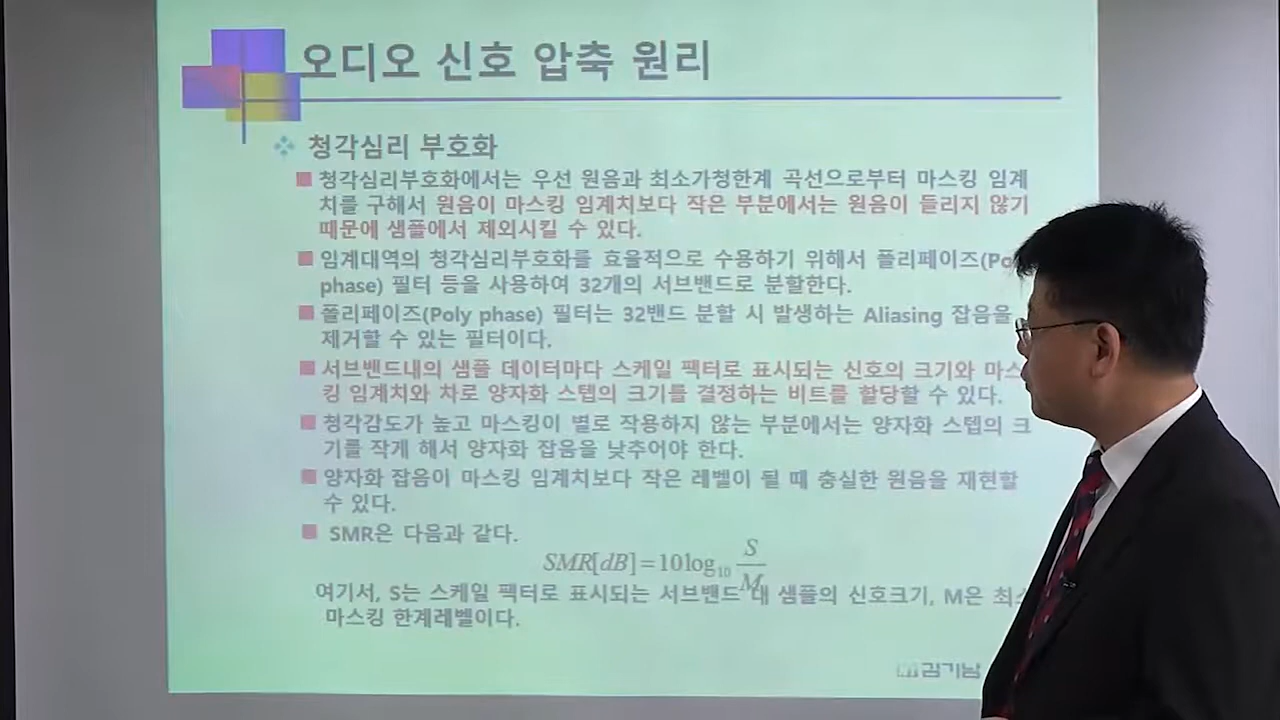 오디오 신호 압축 원리
청각심리 부호화
청각심리부호화에서는 우선 원음과 최소가청한계 곡선으로부터 마스킹 임계
치를 구해서 원음이 마스킹 임계치보다 작은 부분에서는 원음이 들리지 않기
때문에 샘플에서 제외시킬 수 있다.
임계대역의 청각심리부호화를 효율적으로 수용하기 위해서 폴리페이즈(Po
phase) 필터 등을 사용하여 32개의 서브밴드로 분할한다.
폴리페이즈(Poly phase) 필터는 32밴드 분할 시 발생하는 Aliasing 잡음을
제거할 수 있는 필터이다.
서브밴드내의 샘플 데이터마다 스케일 팩터로 표시되는 신호의 크기와 마스
킹 임계치와 차로 양자화 스텝의 크기를 결정하는 비트를 할당할 수 있다.
청각감도가 높고 마스킹이 별로 작용하지 않는 부분에서는 양자화 스텝의 크
기를 작게 해서 양자화 잡음을 낮추어야 한다.
양자화 잡음이 마스킹 임계치보다 작은 레벨이 될 때 충실한 원음을 재현할
수 있다.
SMR은 다음과 같다.
SMR[dB]=10log₁₀ S/M
여기서, S는 스케일 팩터로 표시되는 서브밴드 내 샘플의 신호크기, M은 최소
마스킹 한계레벨이다.
김기남